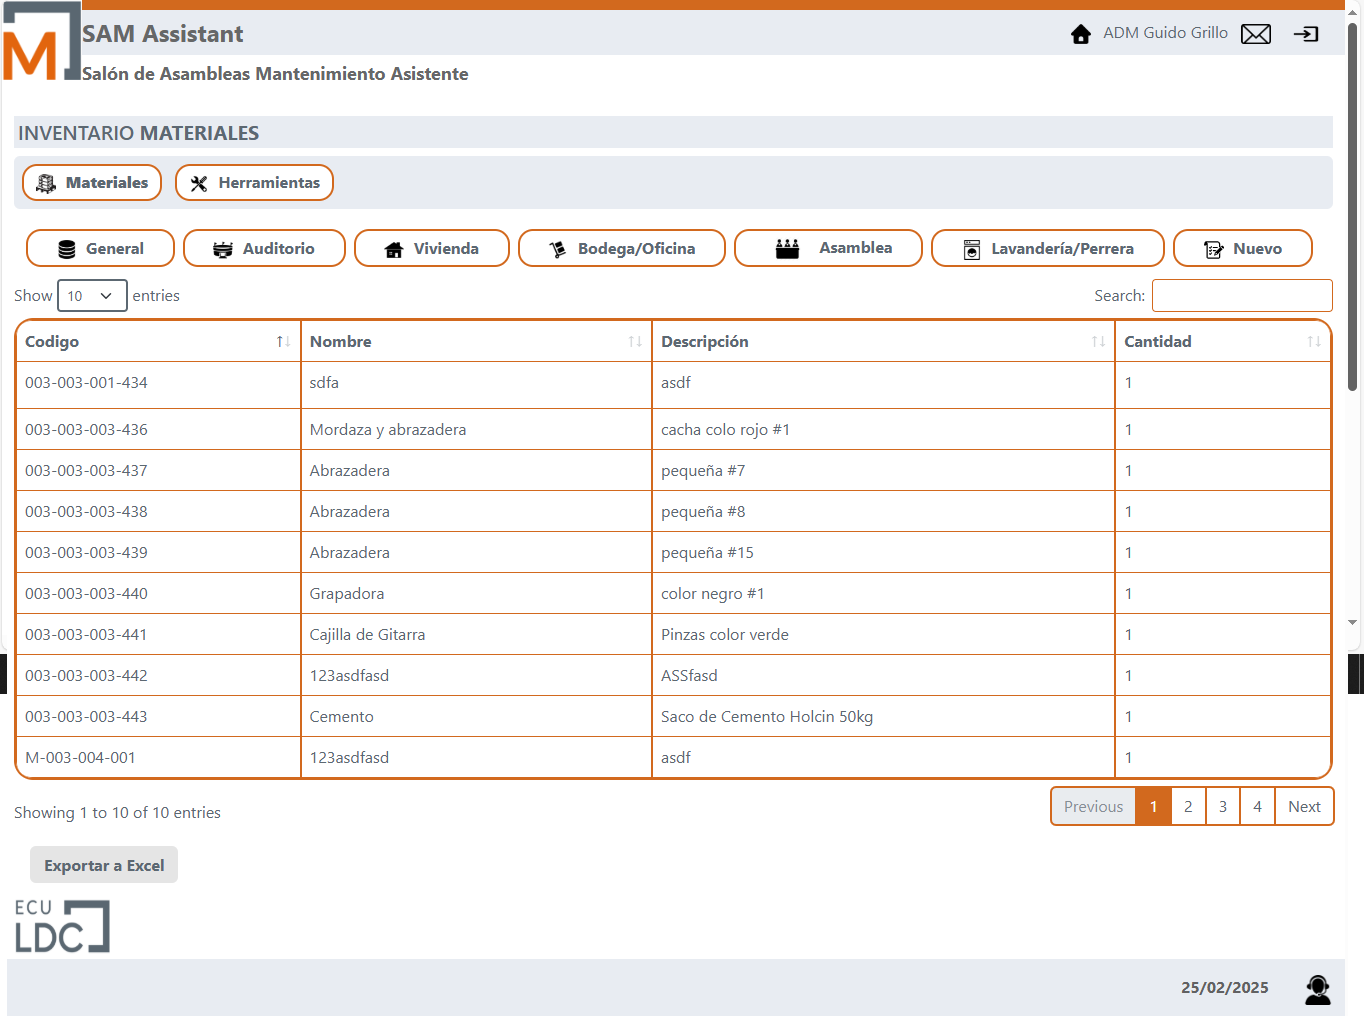 M
SAM Assistant
ADM Guido Grillo
Salón de Asambleas Mantenimiento Asistente
INVENTARIO MATERIALES
Materiales Herramientas
General Auditorio Vivienda Bodega/Oficina Asamblea Lavandería/Perrera Nuevo
Show 10 entries Search:
Codigo Nombre Descripción Cantidad
003-003-001-434 sdfa asdf 1
003-003-003-436 Mordaza y abrazadera cacha colo rojo #1 1
003-003-003-437 Abrazadera pequeña #7 1
003-003-003-438 Abrazadera pequeña #8 1
003-003-003-439 Abrazadera pequeña #15 1
003-003-003-440 Grapadora color negro #1 1
003-003-003-441 Cajilla de Gitarra Pinzas color verde 1
003-003-003-442 123asdfasd ASSfasd 1
003-003-003-443 Cemento Saco de Cemento Holcin 50kg 1
M-003-004-001 123asdfasd asdf 1
Showing 1 to 10 of 10 entries
Previous 1 2 3 4 Next
Exportar a Excel
ECU
LDC
25/02/2025